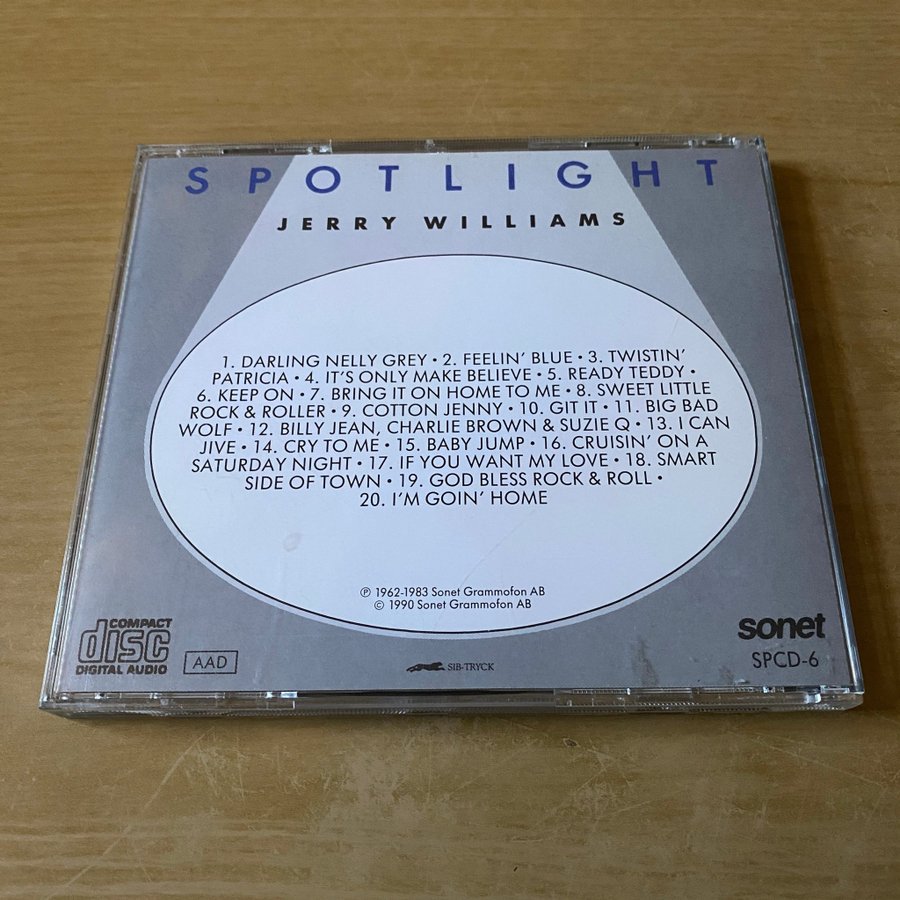 SPOTLIGHT
JERRY WILLIAMS
1. DARLING NELLY GREY • 2. FEELIN' BLUE • 3. TWISTIN'
PATRICIA • 4. IT'S ONLY MAKE BELIEVE • 5. READY TEDDY •
6. KEEP ON • 7. BRING IT ON HOME TO ME • 8. SWEET LITTLE
ROCK & ROLLER • 9. COTTON JENNY • 10. GIT IT • 11. BIG BAD
WOLF • 12. BILLY JEAN, CHARLIE BROWN & SUZIE Q • 13. I CAN
JIVE • 14. CRY TO ME • 15. BABY JUMP • 16. CRUISIN' ON A
SATURDAY NIGHT • 17. IF YOU WANT MY LOVE • 18. SMART
SIDE OF TOWN • 19. GOD BLESS ROCK & ROLL •
20. I'M GOIN' HOME
℗ 1962-1983 Sonet Grammofon AB
© 1990 Sonet Grammofon AB
COMPACT
disc
DIGITAL AUDIO
AAD
SIB-TRYCK
sonet
SPCD-6